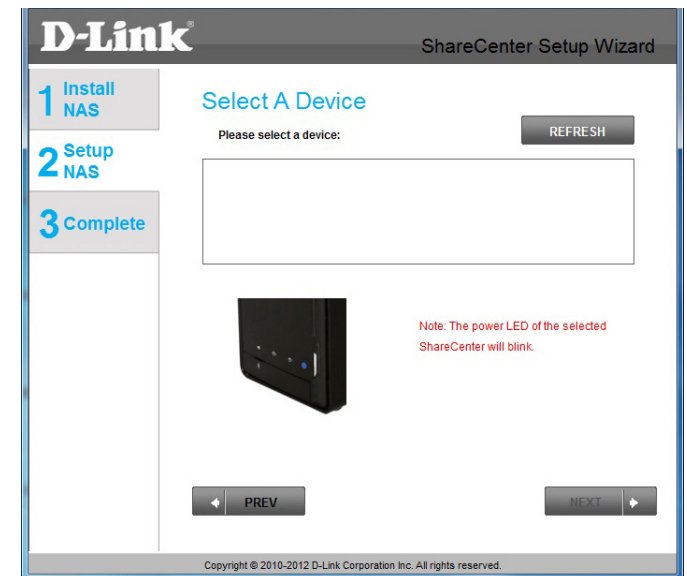 D-Link
ShareCenter Setup Wizard
1 Install
NAS
2 Setup
NAS
3 Complete
Select A Device
Please select a device:
REFRESH
Note: The power LED of the selected
ShareCenter will blink.
PREV
NEXT
Copyright © 2010-2012 D-Link Corporation Inc. All rights reserved.